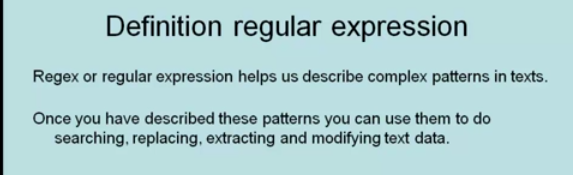 Definition regular expression
Regex or regular expression helps us describe complex patterns in texts.
Once you have described these patterns you can use them to do
searching, replacing, extracting and modifying text data.